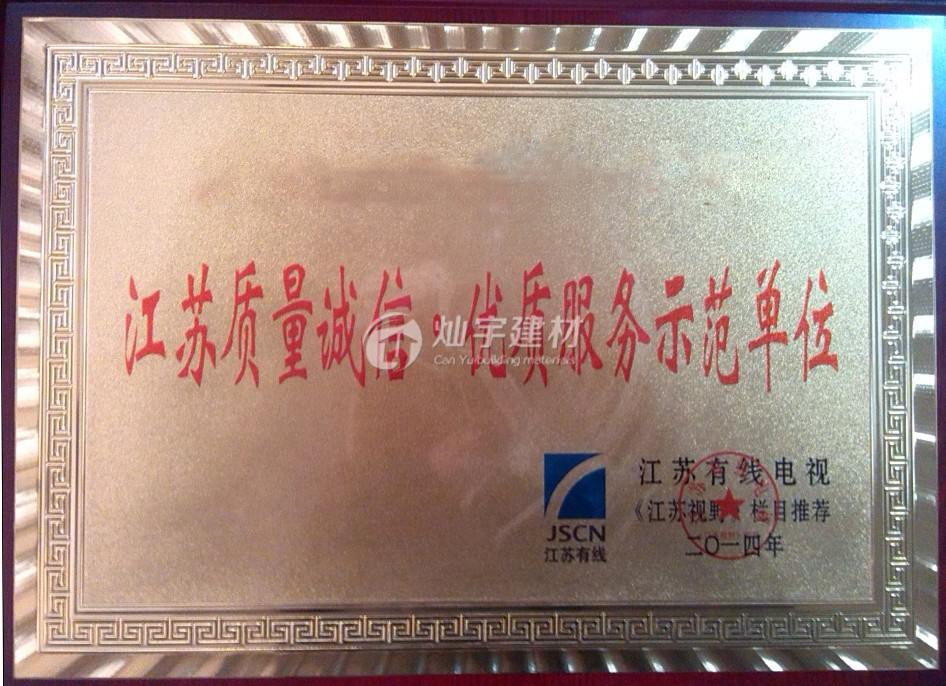 江苏质量诚信·优质服务示范单位
灿宇建材
Can Yu building materials
JSCN
江苏有线
江苏有线电视
《江苏视野》栏目推荐
二〇一四年